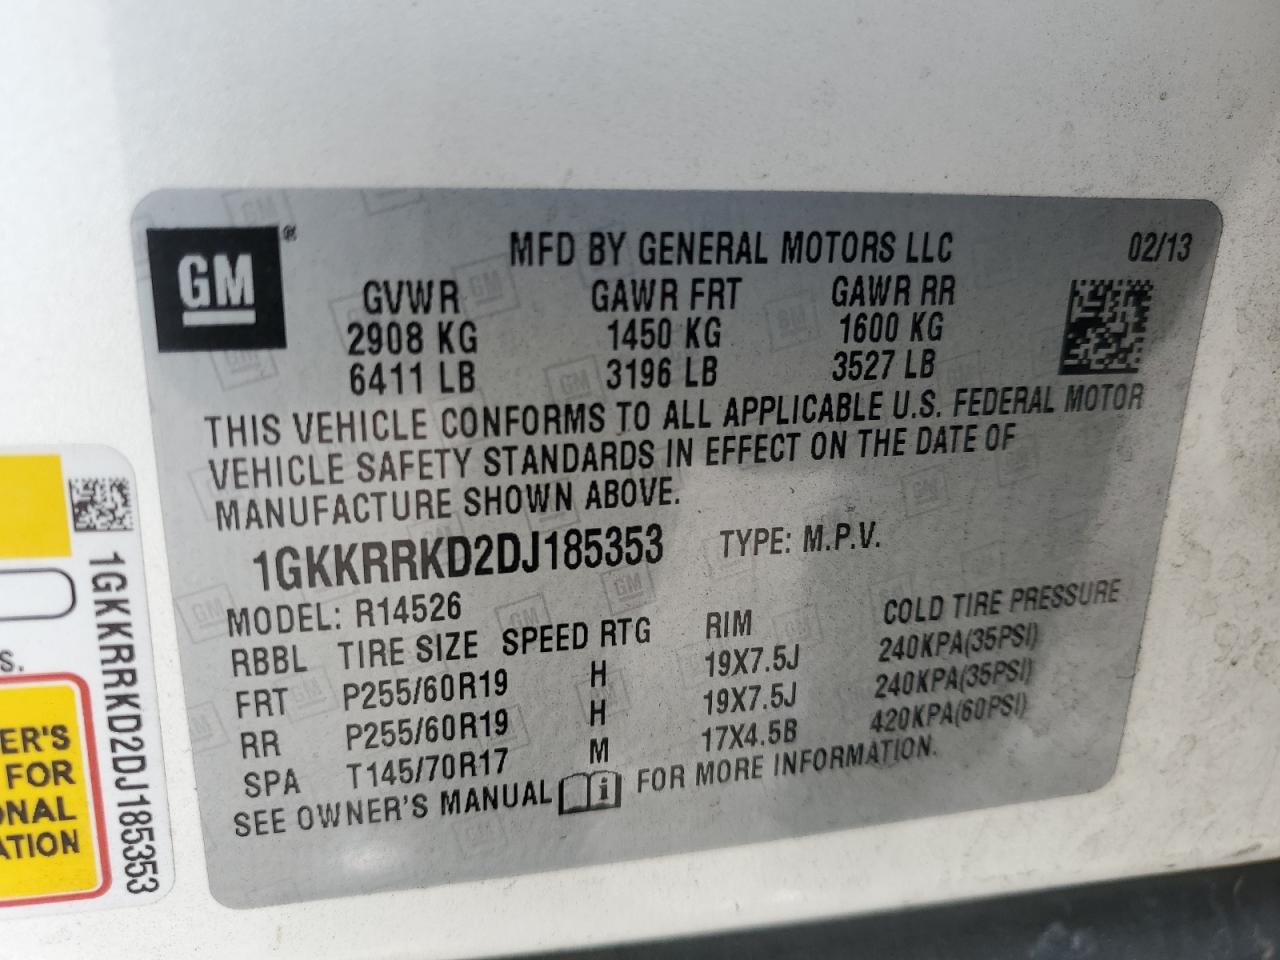 GM®
MFD BY GENERAL MOTORS LLC 02/13
GVWR GAWR FRT GAWR RR
2908 KG 1450 KG 1600 KG
6411 LB 3196 LB 3527 LB
THIS VEHICLE CONFORMS TO ALL APPLICABLE U.S. FEDERAL MOTOR
VEHICLE SAFETY STANDARDS IN EFFECT ON THE DATE OF
MANUFACTURE SHOWN ABOVE.
1GKKRRKD2DJ185353 TYPE: M.P.V.
MODEL: R14526
RBBL TIRE SIZE SPEED RTG RIM COLD TIRE PRESSURE
FRT P255/60R19 H 19X7.5J 240KPA(35PSI)
RR P255/60R19 H 19X7.5J 240KPA(35PSI)
SPA T145/70R17 M 17X4.5B 420KPA(60PSI)
SEE OWNER'S MANUAL i FOR MORE INFORMATION.
1GKKRRKD2DJ185353
S.
ER'S
FOR
ONAL
ATION